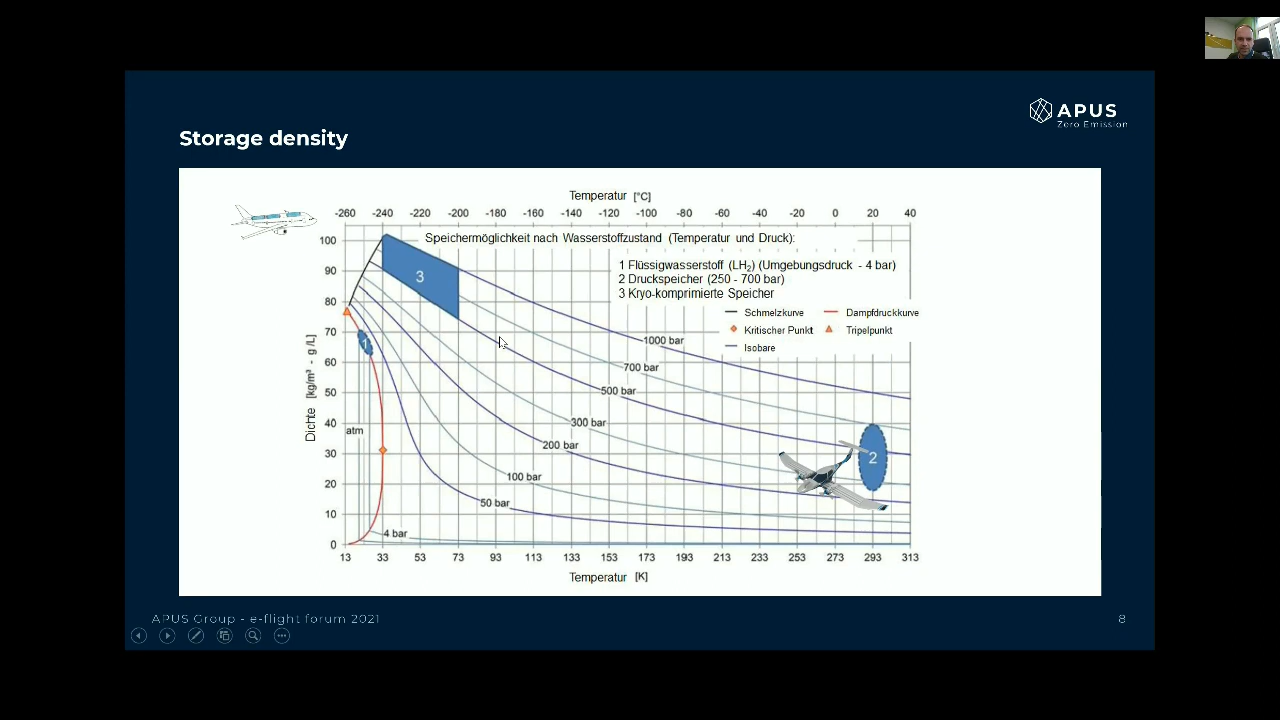 APUS
Zero Emission
Storage density
Temperatur [°C]
-260 -240 -220 -200 -180 -160 -140 -120 -100 -80 -60 -40 -20 0 20 40
Speichermöglichkeit nach Wasserstoffzustand (Temperatur und Druck):
1 Flüssigwasserstoff (LH₂) (Umgebungsdruck - 4 bar)
2 Druckspeicher (250 - 700 bar)
3 Kryo-komprimierte Speicher
Schmelzkurve
Dampfdruckkurve
Kritischer Punkt
Tripelpunkt
Isobare
Dichte [kg/m³ - g/L]
100
90
80
70
60
50
40
30
20
10
0
3
1
2
atm
1000 bar
700 bar
500 bar
300 bar
200 bar
100 bar
50 bar
4 bar
13 33 53 73 93 113 133 153 173 193 213 233 253 273 293 313
Temperatur [K]
APUS Group - e-flight forum 2021
8